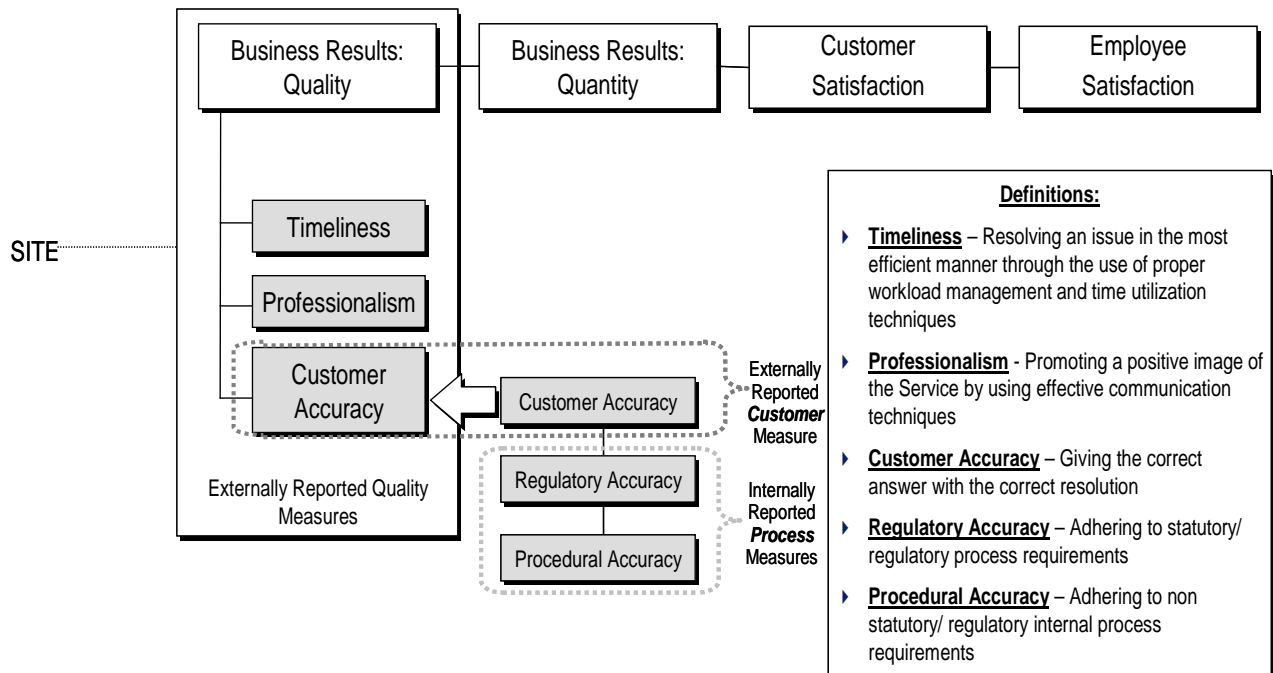 Business Results:
Quality
Business Results:
Quantity
Customer
Satisfaction
Employee
Satisfaction
SITE
Timeliness
Professionalism
Customer
Accuracy
Externally Reported Quality
Measures
Customer Accuracy
Regulatory Accuracy
Procedural Accuracy
Externally
Reported
Customer
Measure
Internally
Reported
Process
Measures
Definitions:
Timeliness – Resolving an issue in the most
efficient manner through the use of proper
workload management and time utilization
techniques
Professionalism - Promoting a positive image of
the Service by using effective communication
techniques
Customer Accuracy – Giving the correct
answer with the correct resolution
Regulatory Accuracy – Adhering to statutory/
regulatory process requirements
Procedural Accuracy – Adhering to non
statutory/ regulatory internal process
requirements